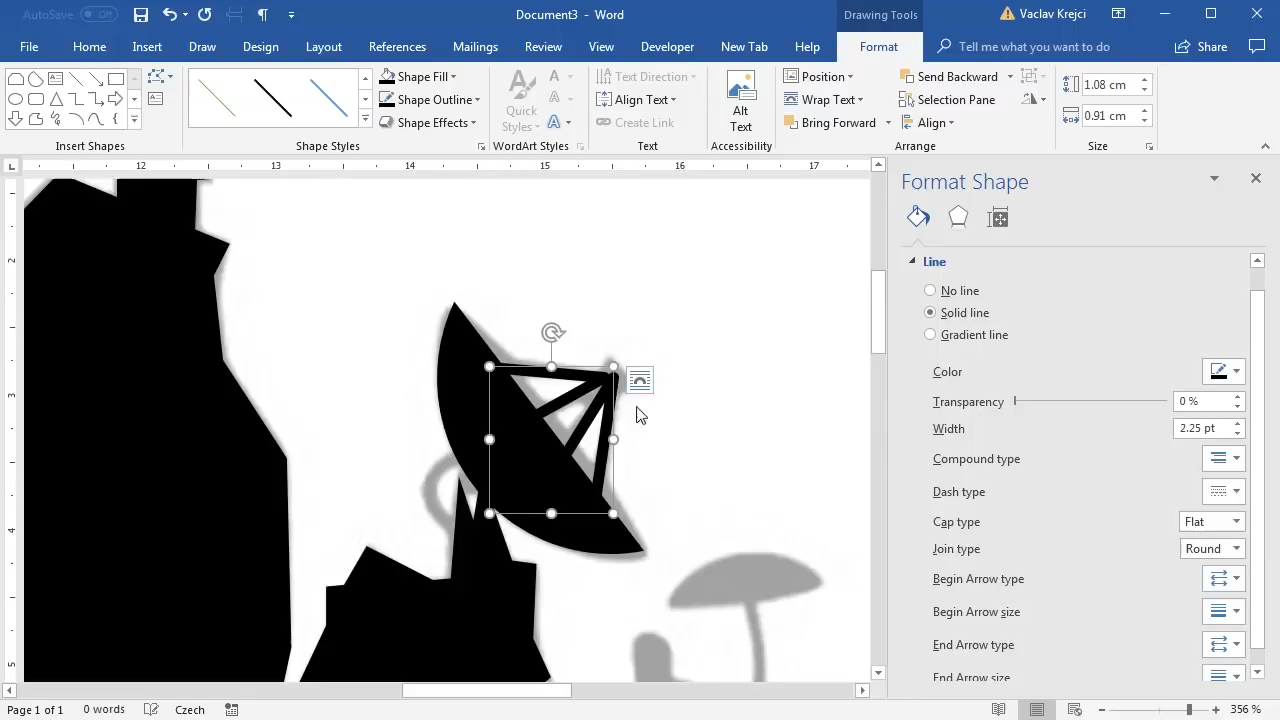 AutoSave Off
Document3 - Word
Drawing Tools
Vaclav Krejci
File Home Insert Draw Design Layout References Mailings Review View Developer New Tab Help Format Tell me what you want to do Share
Shape Fill
Shape Outline
Shape Effects
Quick Styles
Text Direction
Align Text
Create Link
Alt Text
Position
Wrap Text
Bring Forward
Send Backward
Selection Pane
Align
1.08 cm
0.91 cm
Insert Shapes Shape Styles WordArt Styles Text Accessibility Arrange Size
12 13 14 15 16 17
2
3
4
5
Format Shape
Line
No line
Solid line
Gradient line
Color
Transparency 0 %
Width 2.25 pt
Compound type
Dash type
Cap type Flat
Join type Round
Begin Arrow type
Begin Arrow size
End Arrow type
End Arrow size
Page 1 of 1 0 words Czech 356 %